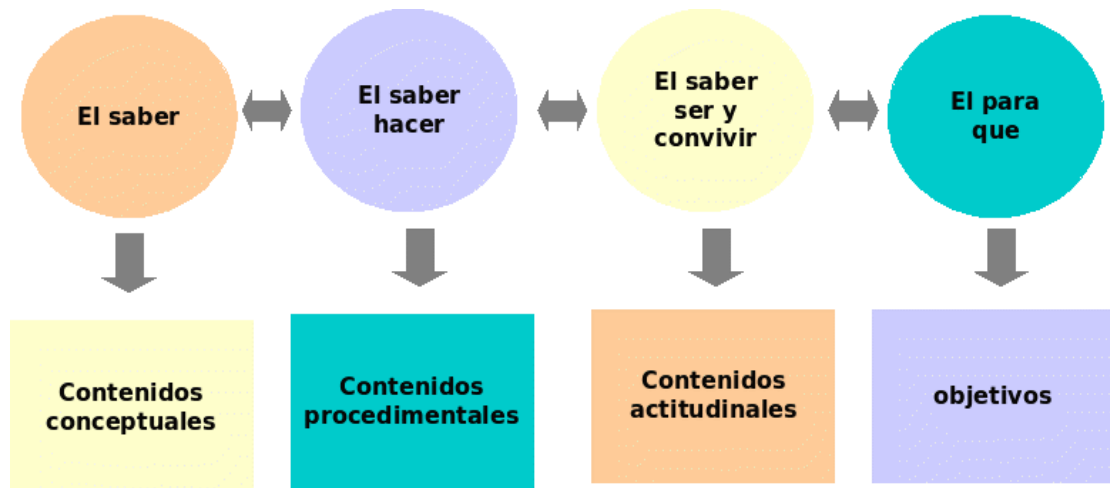 El saber
El saber
hacer
El saber
ser y
convivir
El para
que
Contenidos
conceptuales
Contenidos
procedimentales
Contenidos
actitudinales
objetivos